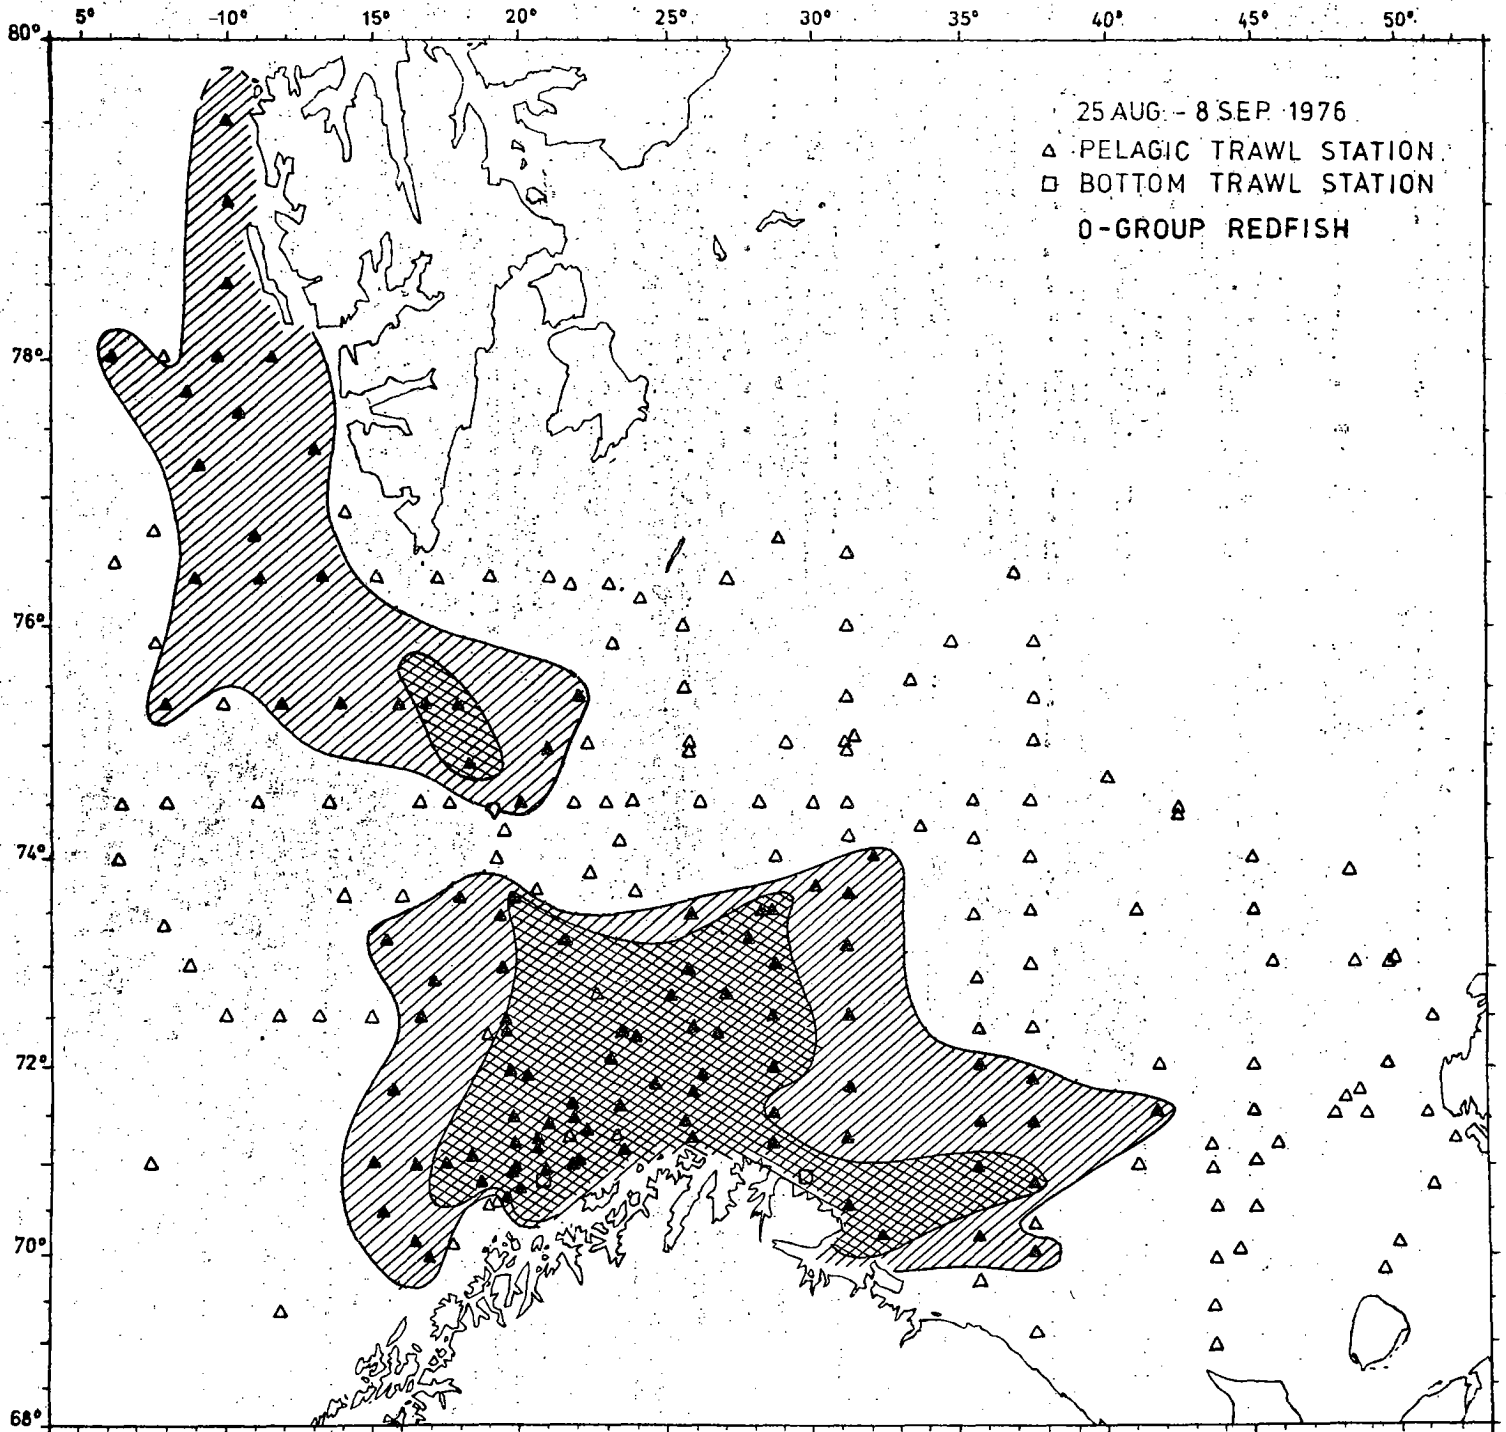 5° 10° 15° 20° 25° 30° 35° 40° 45° 50°
80°
25 AUG - 8 SEP 1976
△ PELAGIC TRAWL STATION
□ BOTTOM TRAWL STATION
0-GROUP REDFISH
78°
76°
74°
72°
70°
68°